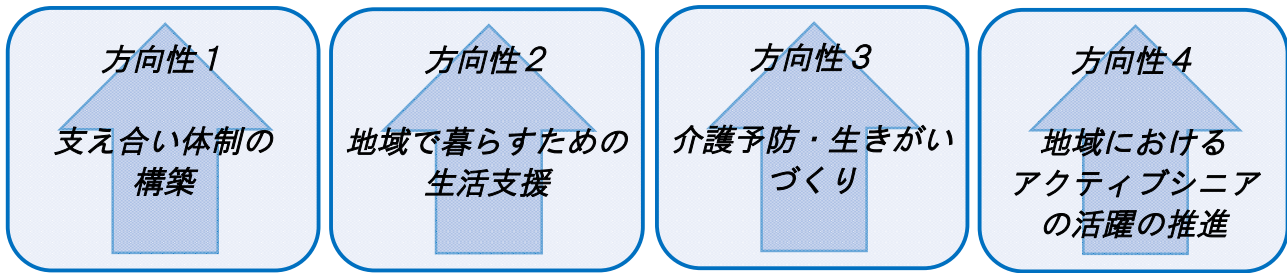 方向性１
支え合い体制の
構築
方向性２
地域で暮らすための
生活支援
方向性３
介護予防・生きがい
づくり
方向性４
地域における
アクティブシニア
の活躍の推進